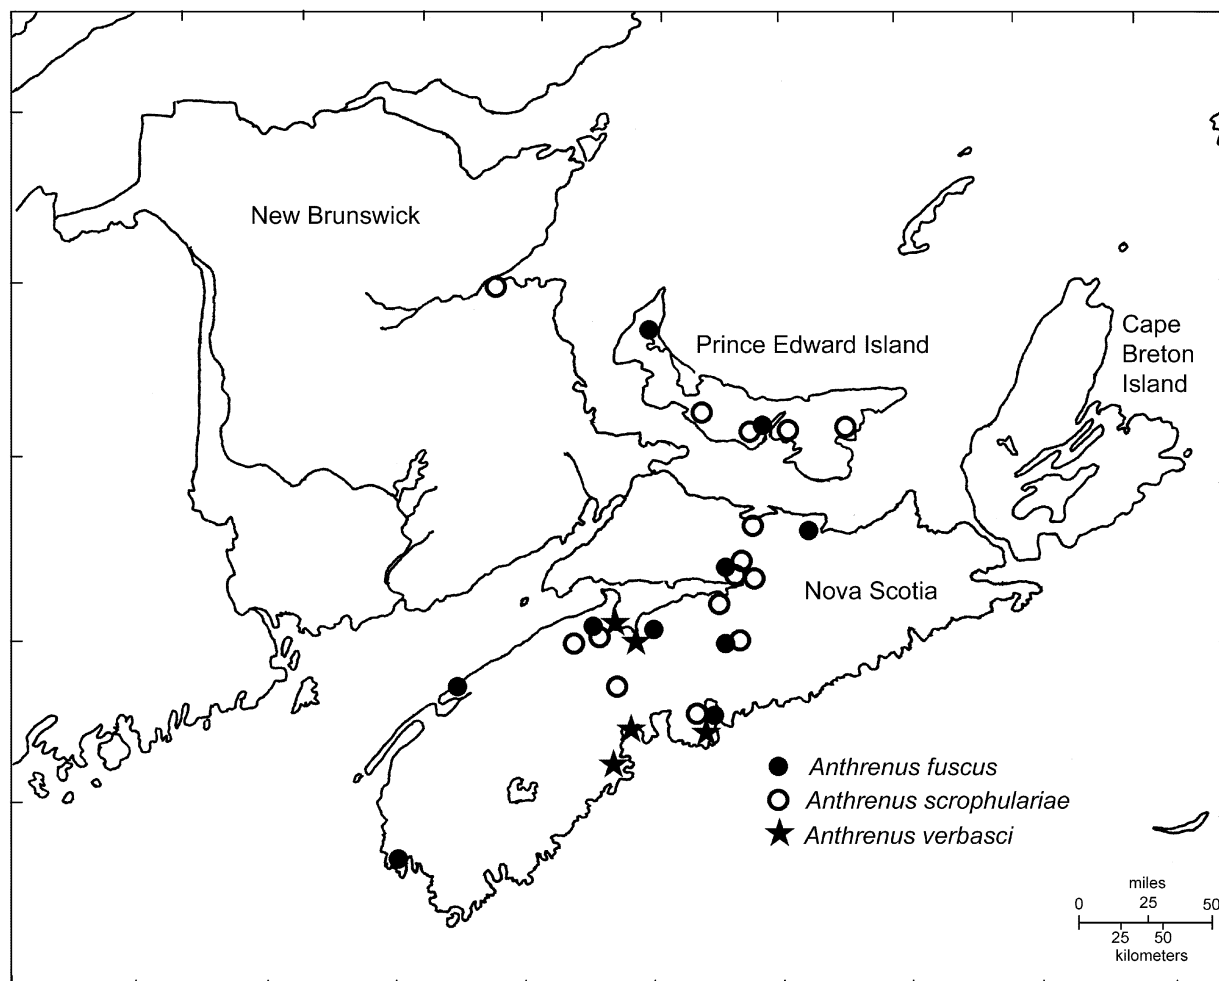 New Brunswick
Prince Edward Island
Cape
Breton
Island
Nova Scotia
Anthrenus fuscus
Anthrenus scrophulariae
Anthrenus verbasci
miles
0 25 50
25 50
kilometers